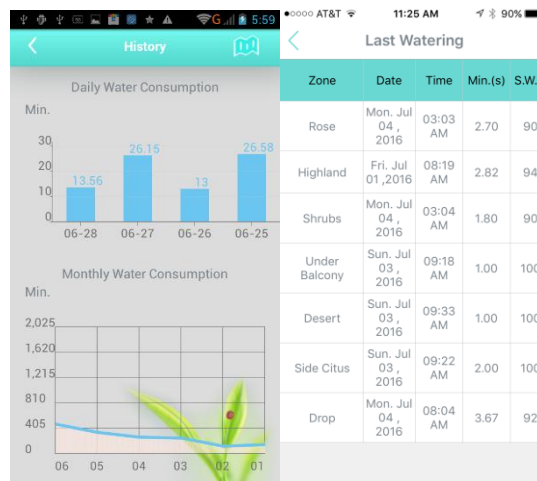 G 5:59
History
Daily Water Consumption
Min.
30
20
10
0
13.56
26.15
13
26.58
06-28 06-27 06-26 06-25
Monthly Water Consumption
Min.
2,025
1,620
1,215
810
405
0
06 05 04 03 02 01
AT&T 11:25 AM 90%
Last Watering
Zone Date Time Min.(s) S.W.
Rose Mon. Jul 04 , 2016 03:03 AM 2.70 90
Highland Fri. Jul 01 ,2016 08:19 AM 2.82 94
Shrubs Mon. Jul 04 , 2016 03:04 AM 1.80 90
Under Balcony Sun. Jul 03 , 2016 09:18 AM 1.00 100
Desert Sun. Jul 03 , 2016 09:33 AM 1.00 100
Side Citus Sun. Jul 03 , 2016 09:22 AM 2.00 100
Drop Mon. Jul 04 , 2016 08:04 AM 3.67 92